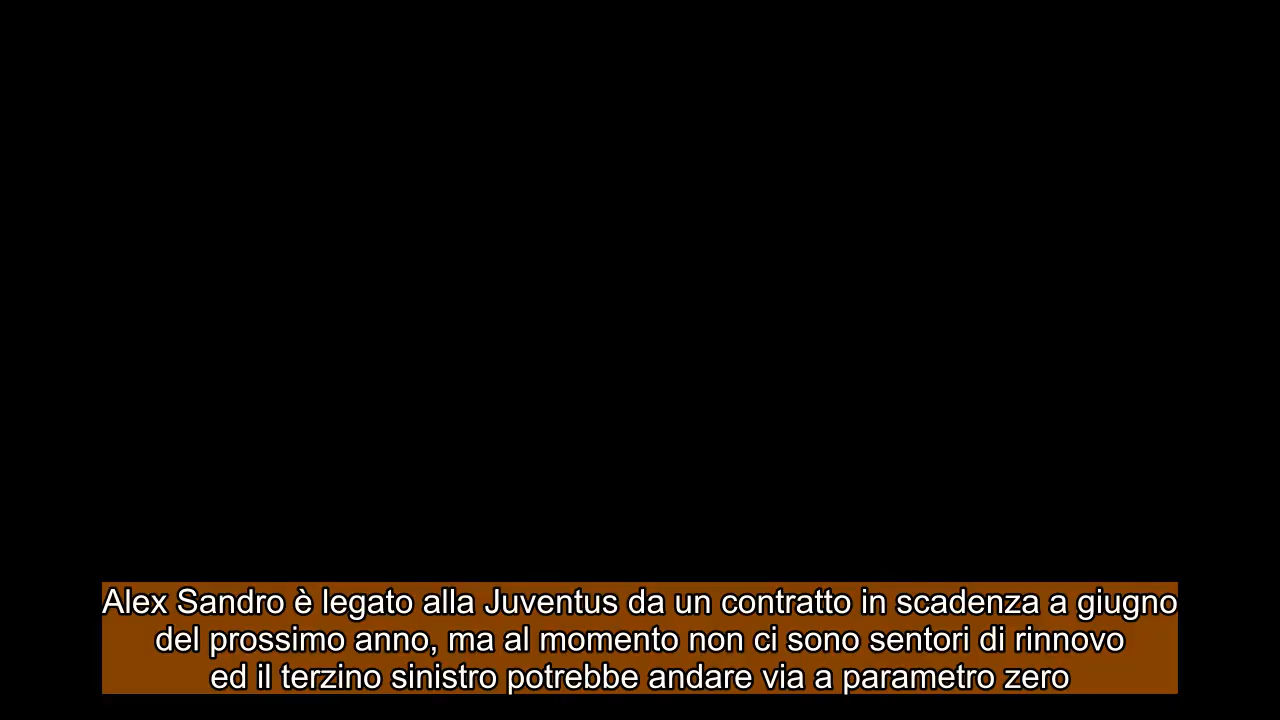 Alex Sandro è legato alla Juventus da un contratto in scadenza a giugno
del prossimo anno, ma al momento non ci sono sentori di rinnovo
ed il terzino sinistro potrebbe andare via a parametro zero